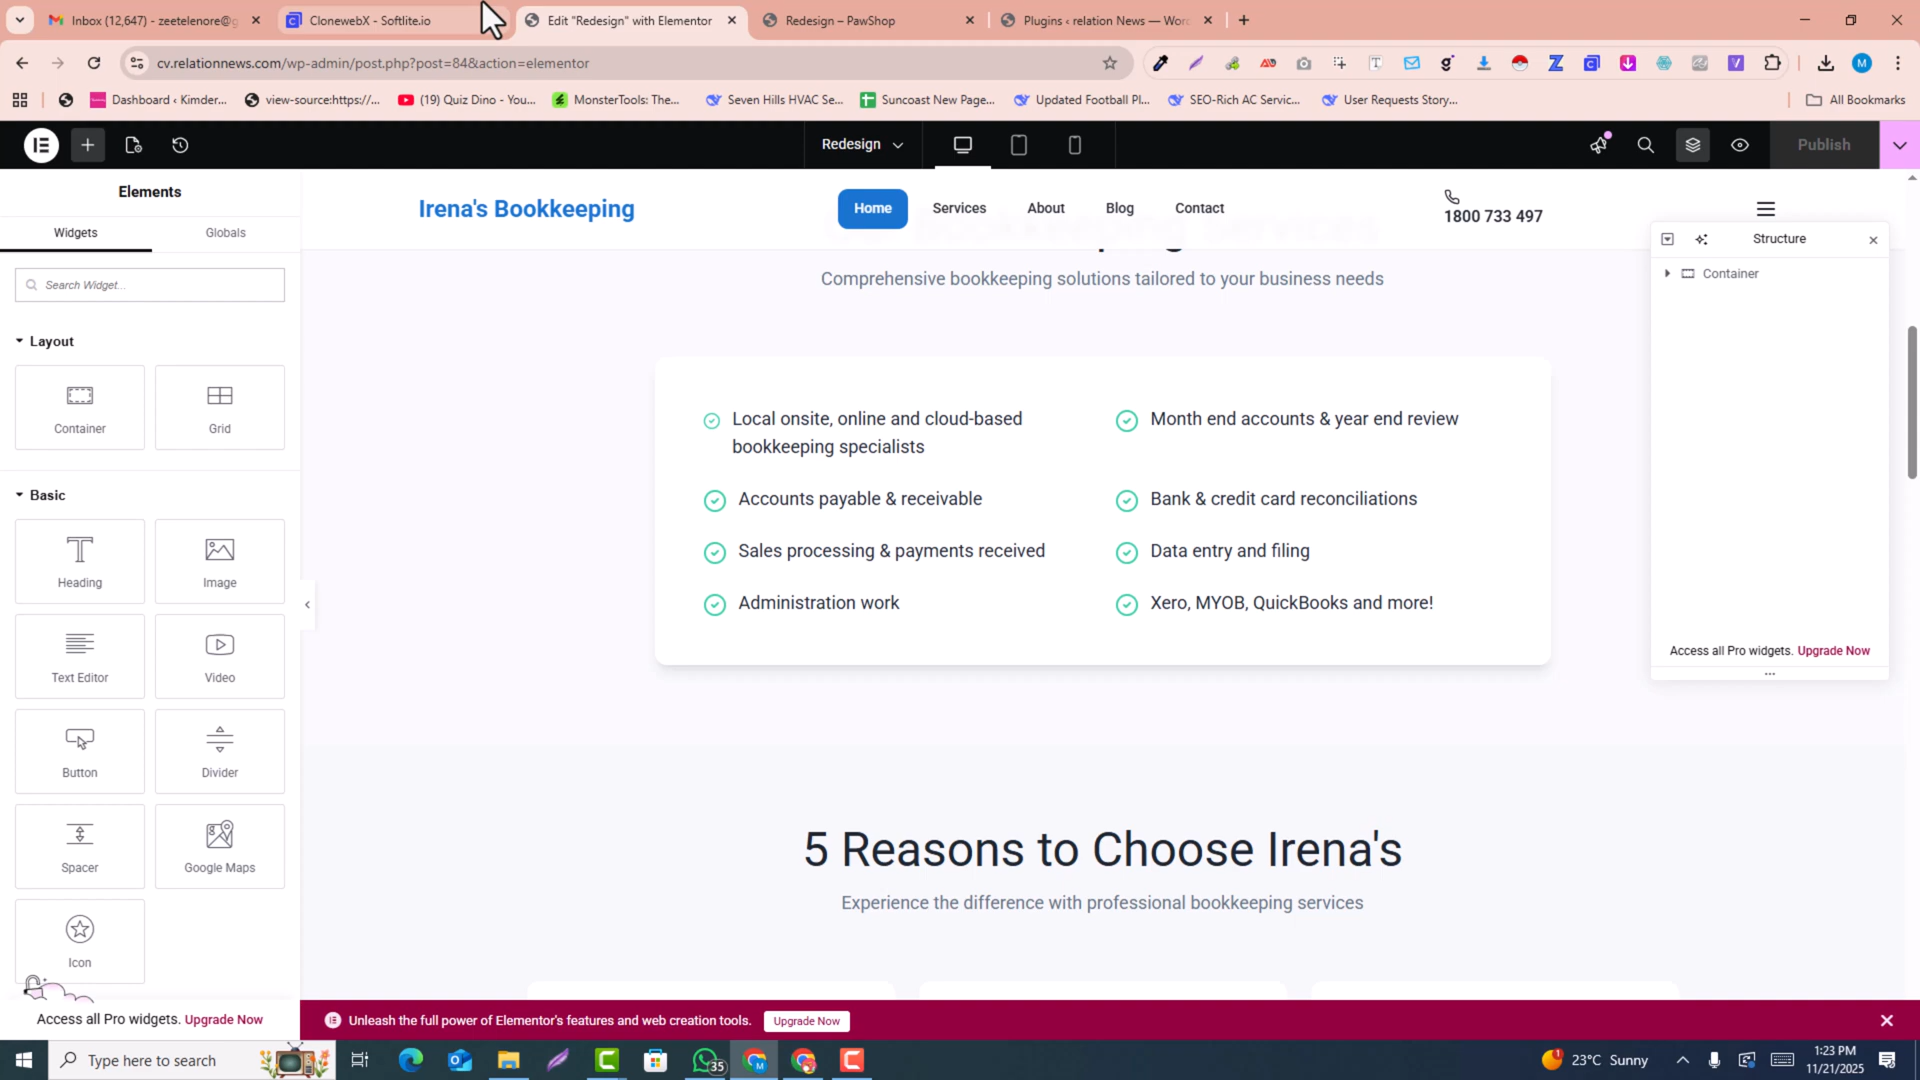 Inbox (12,647) - zeetelenore@g
ClonewebX - Softlite.io
Edit "Redesign" with Elementor
Redesign – PawShop
Plugins ‹ relation News — Wor
cv.relationnews.com/wp-admin/post.php?post=84&action=elementor
Dashboard ‹ Kimder...
view-source:https://...
(19) Quiz Dino - You...
MonsterTools: The...
Seven Hills HVAC Se...
Suncoast New Page...
Updated Football Pl...
SEO-Rich AC Servic...
User Requests Story...
All Bookmarks
Redesign
Publish
Elements
Widgets
Globals
Search Widget...
Layout
Container
Grid
Basic
Heading
Image
Text Editor
Video
Button
Divider
Spacer
Google Maps
Icon
Access all Pro widgets. Upgrade Now
Irena's Bookkeeping
Home
Services
About
Blog
Contact
1800 733 497
Comprehensive bookkeeping solutions tailored to your business needs
Local onsite, online and cloud-based
bookkeeping specialists
Month end accounts & year end review
Accounts payable & receivable
Bank & credit card reconciliations
Sales processing & payments received
Data entry and filing
Administration work
Xero, MYOB, QuickBooks and more!
5 Reasons to Choose Irena's
Experience the difference with professional bookkeeping services
Structure
Container
Access all Pro widgets. Upgrade Now
Unleash the full power of Elementor's features and web creation tools.
Upgrade Now
Type here to search
35
23°C Sunny
1:23 PM
11/21/2025